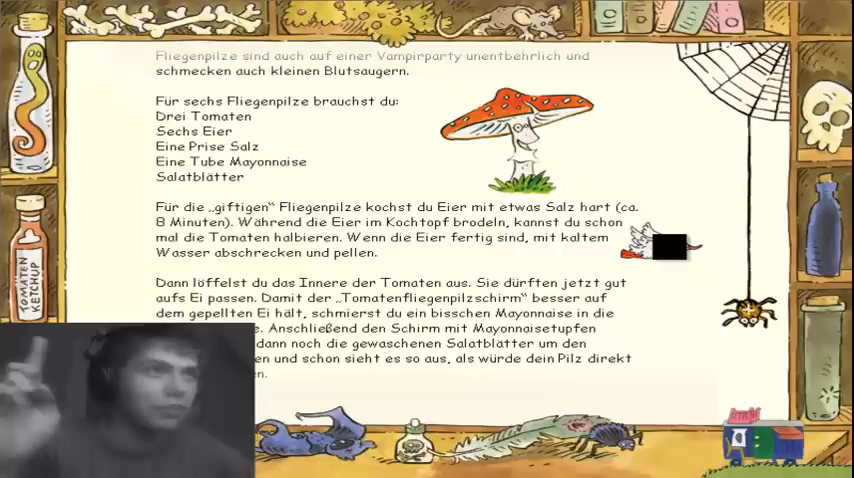 Fliegenpilze sind auch auf einer Vampirparty unentbehrlich und
schmecken auch kleinen Blutsaugern.
Für sechs Fliegenpilze brauchst du:
Drei Tomaten
Sechs Eier
Eine Prise Salz
Eine Tube Mayonnaise
Salatblätter
Für die „giftigen“ Fliegenpilze kochst du Eier mit etwas Salz hart (ca.
8 Minuten). Während die Eier im Kochtopf brodeln, kannst du schon
mal die Tomaten halbieren. Wenn die Eier fertig sind, mit kaltem
Wasser abschrecken und pellen.
Dann löffelst du das Innere der Tomaten aus. Sie dürften jetzt gut
aufs Ei passen. Damit der „Tomatenfliegenpilzschirm“ besser auf
dem gepellten Ei hält, schmierst du ein bisschen Mayonnaise in die
e. Anschließend den Schirm mit Mayonnaisetupfen
dann noch die gewaschenen Salatblätter um den
en und schon sieht es so aus, als würde dein Pilz direkt
en.
TOMATEN
KETCHUP